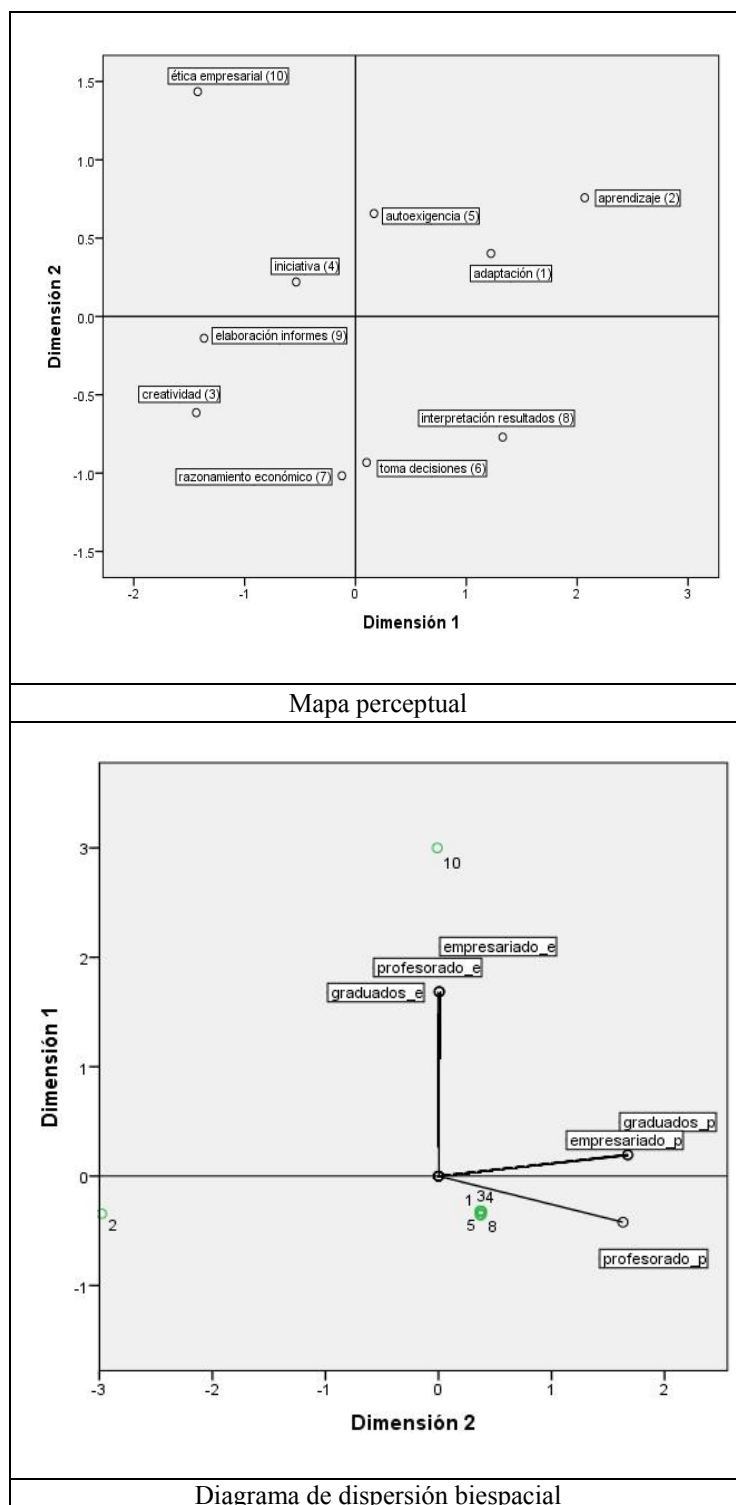 1.5
ética empresarial (10)
1.0
aprendizaje (2)
autoexigencia (5)
0.5
adaptación (1)
iniciativa (4)
Dimensión 2
0.0
elaboración informes (9)
creatividad (3)
-0.5
interpretación resultados (8)
toma decisiones (6)
razonamiento económico (7)
-1.0
-1.5
-2 -1 0 1 2 3
Dimensión 1
Mapa perceptual
3
10
2
empresariado_e
profesorado_e
graduados_e
Dimensión 1
1
graduados_p
empresariado_p
0
1 34
2
5 8
profesorado_p
-1
-3 -2 -1 0 1 2
Dimensión 2
Diagrama de dispersión biespacial